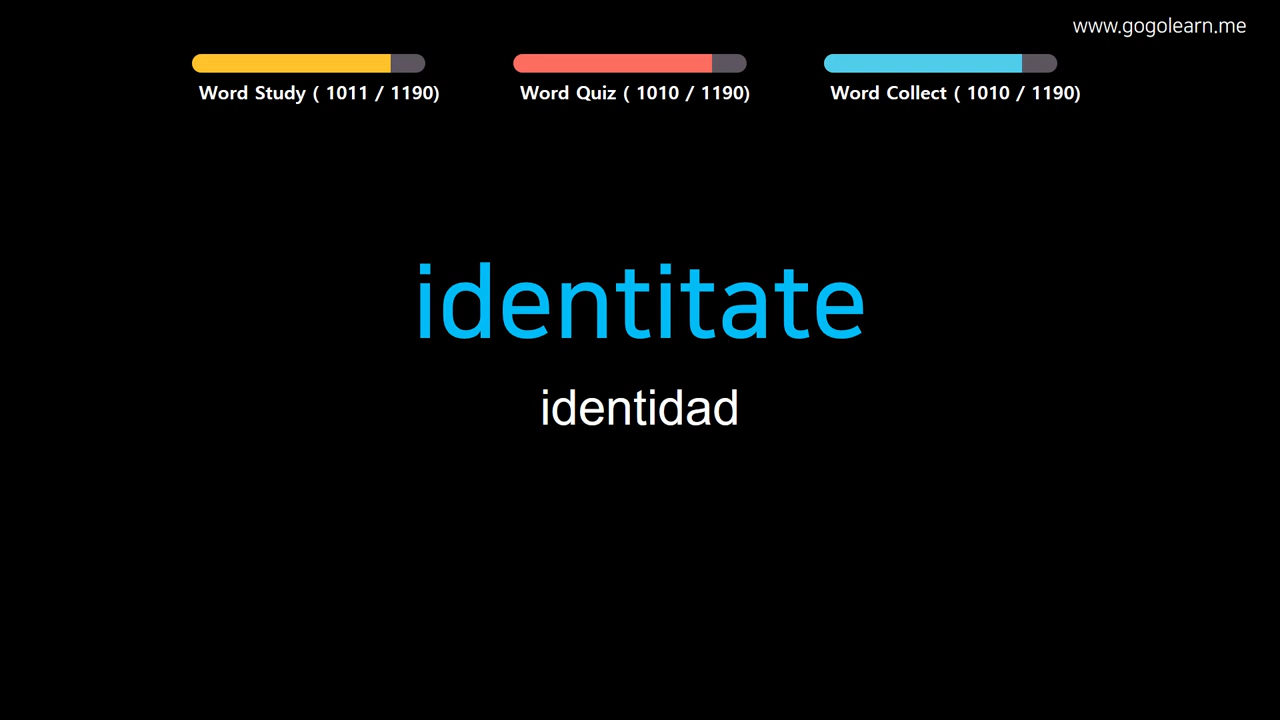 www.gogolearn.me
Word Study ( 1011 / 1190)
Word Quiz ( 1010 / 1190)
Word Collect ( 1010 / 1190)
identitate
identidad